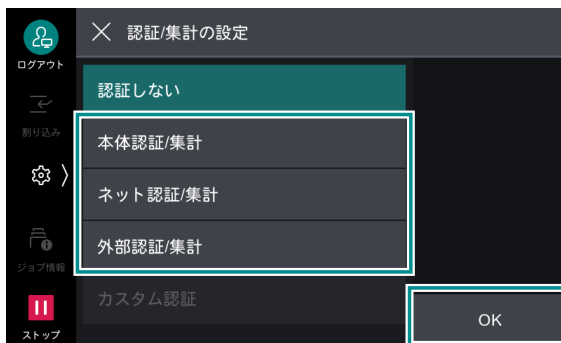 認証/集計の設定
ログアウト
認証しない
割り込み
本体認証/集計
ネット認証/集計
外部認証/集計
ジョブ情報
カスタム認証
OK
ストップ